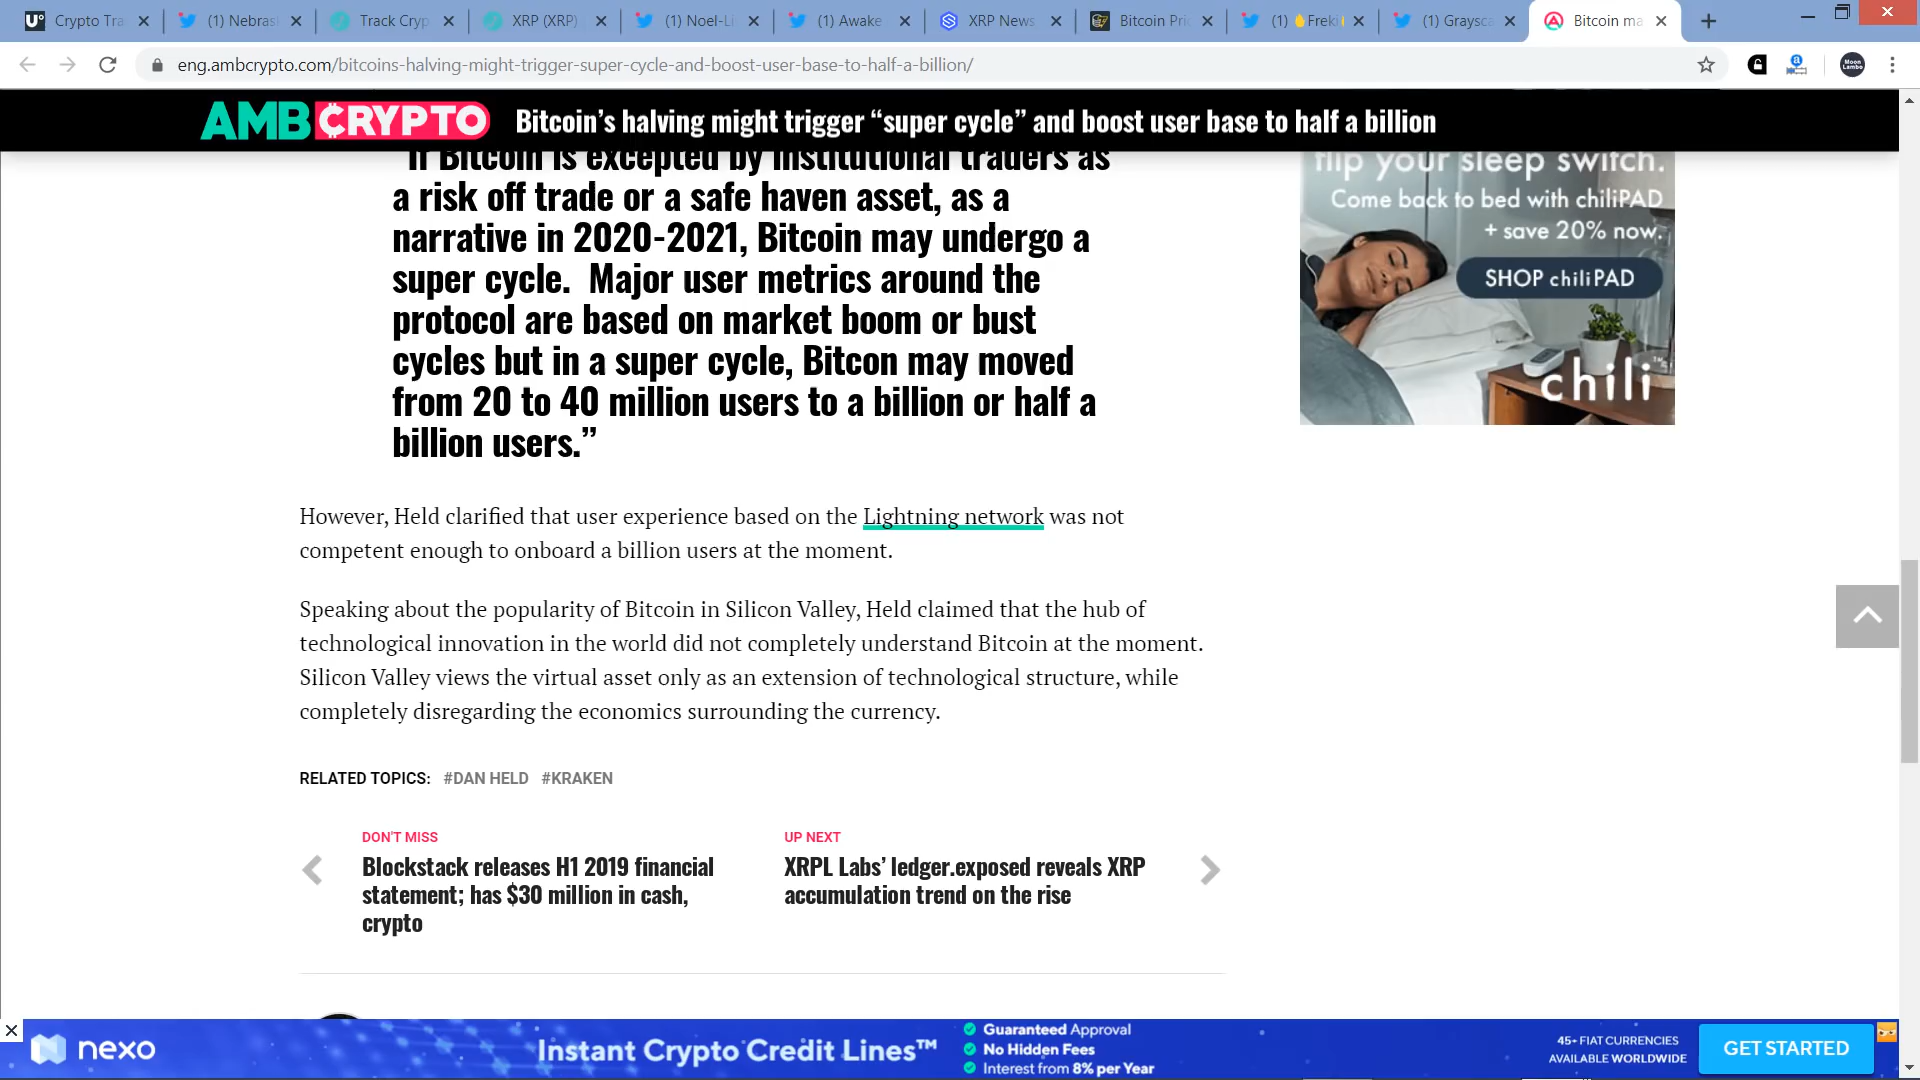 Crypto Tra
(1) Nebras
Track Cryp
XRP (XRP)
(1) Noel-Li
(1) Awake
XRP News
Bitcoin Pric
(1) Freki
(1) Graysca
Bitcoin ma
eng.ambcrypto.com/bitcoins-halving-might-trigger-super-cycle-and-boost-user-base-to-half-a-billion/
AMBCRYPTO
Bitcoin’s halving might trigger “super cycle” and boost user base to half a billion
If Bitcoin is excepted by institutional traders as
a risk off trade or a safe haven asset, as a
narrative in 2020-2021, Bitcoin may undergo a
super cycle. Major user metrics around the
protocol are based on market boom or bust
cycles but in a super cycle, Bitcon may moved
from 20 to 40 million users to a billion or half a
billion users.”
flip your sleep switch.
Come back to bed with chiliPAD
+ save 20% now.
SHOP chiliPAD
chili™
However, Held clarified that user experience based on the Lightning network was not
competent enough to onboard a billion users at the moment.
Speaking about the popularity of Bitcoin in Silicon Valley, Held claimed that the hub of
technological innovation in the world did not completely understand Bitcoin at the moment.
Silicon Valley views the virtual asset only as an extension of technological structure, while
completely disregarding the economics surrounding the currency.
RELATED TOPICS: #DAN HELD #KRAKEN
DON'T MISS
Blockstack releases H1 2019 financial
statement; has $30 million in cash,
crypto
UP NEXT
XRPL Labs’ ledger.exposed reveals XRP
accumulation trend on the rise
nexo
Instant Crypto Credit Lines™
Guaranteed Approval
No Hidden Fees
Interest from 8% per Year
45+ FIAT CURRENCIES
AVAILABLE WORLDWIDE
GET STARTED